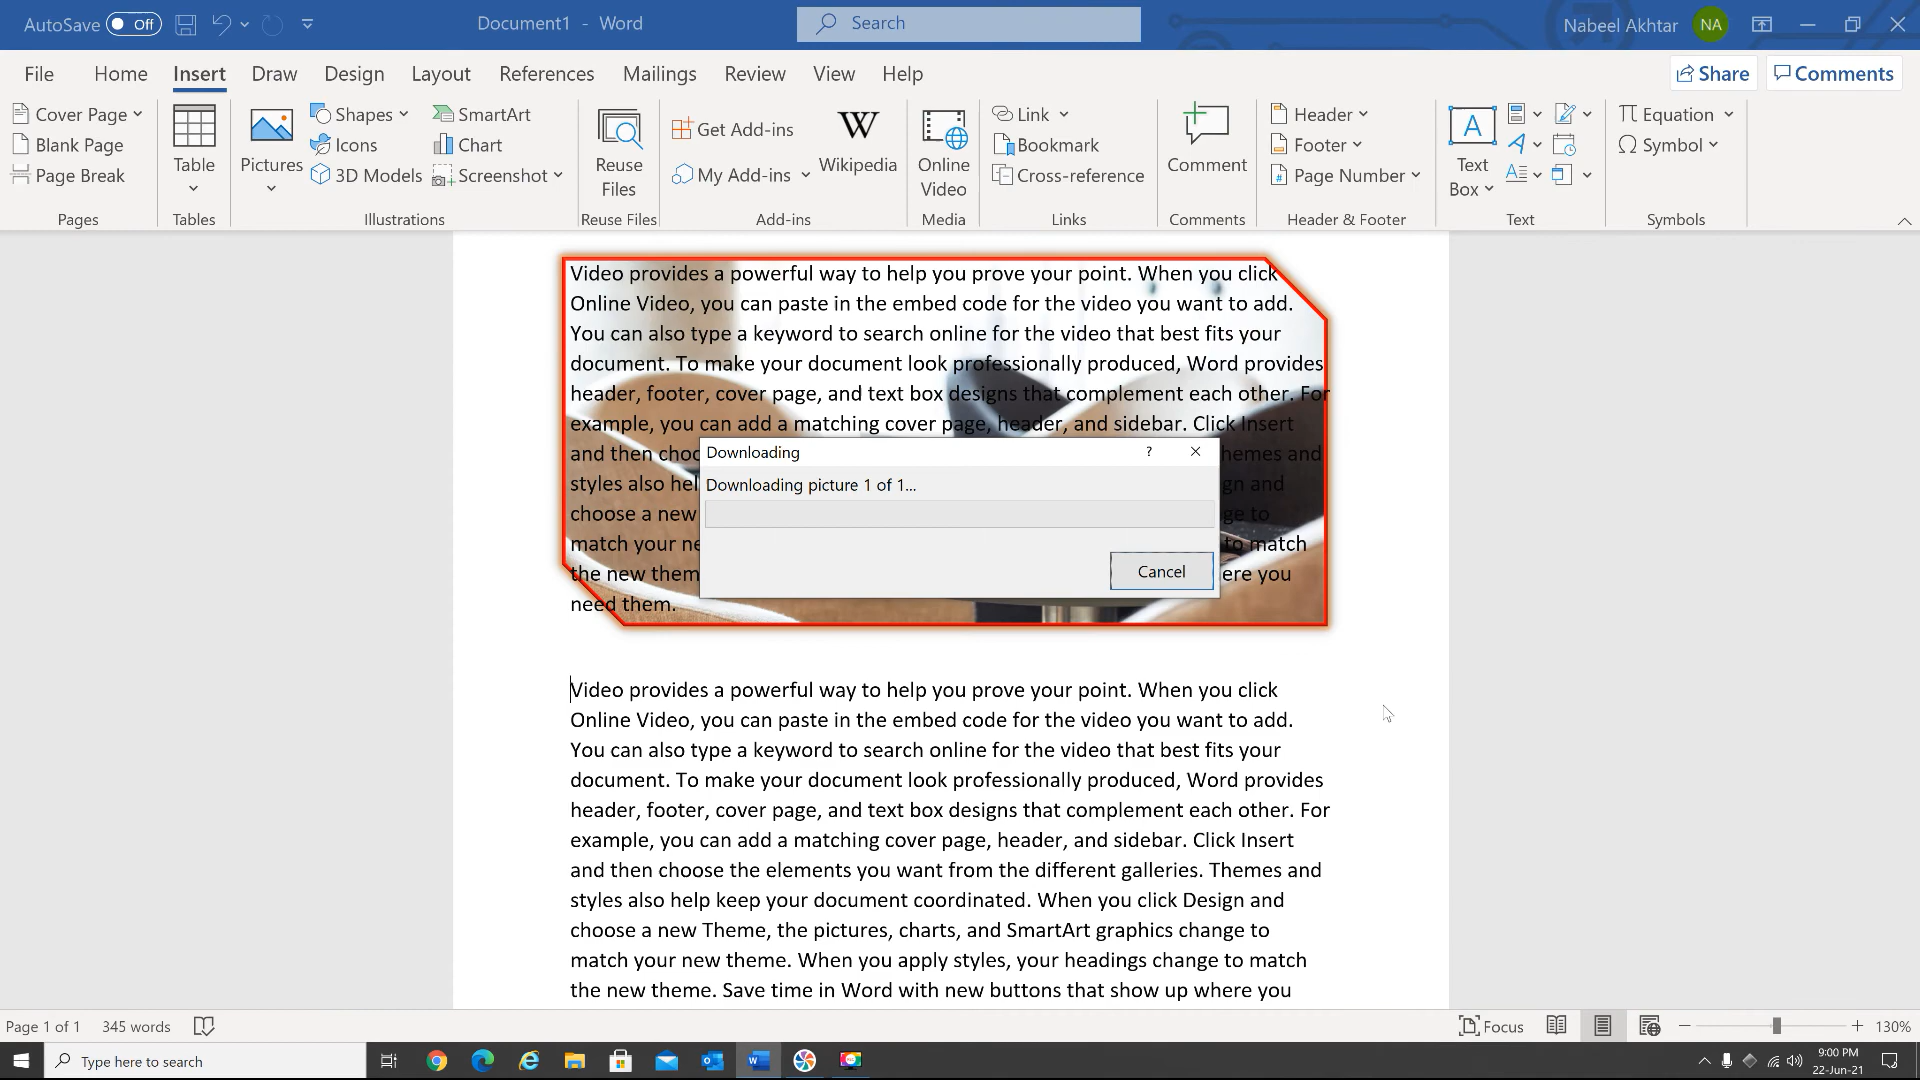 AutoSave Off Document1 - Word Search Nabeel Akhtar NA
File Home Insert Draw Design Layout References Mailings Review View Help Share Comments
Cover Page
Blank Page
Page Break
Pages
Table
Tables
Pictures
Shapes
Icons
3D Models
SmartArt
Chart
Screenshot
Illustrations
Reuse
Files
Reuse Files
Get Add-ins
My Add-ins
W
Wikipedia
Add-ins
Online
Video
Media
Link
Bookmark
Cross-reference
Links
Comment
Comments
Header
Footer
Page Number
Header & Footer
Text
Box
Text
Equation
Symbol
Symbols
Video provides a powerful way to help you prove your point. When you click
Online Video, you can paste in the embed code for the video you want to add.
You can also type a keyword to search online for the video that best fits your
document. To make your document look professionally produced, Word provides
header, footer, cover page, and text box designs that complement each other. For
example, you can add a matching cover page, header, and sidebar. Click Insert
and then choo hemes and
styles also hel gn and
choose a new ge to
match your ne to match
the new them ere you
need them.
Downloading ?
Downloading picture 1 of 1...
Cancel
Video provides a powerful way to help you prove your point. When you click
Online Video, you can paste in the embed code for the video you want to add.
You can also type a keyword to search online for the video that best fits your
document. To make your document look professionally produced, Word provides
header, footer, cover page, and text box designs that complement each other. For
example, you can add a matching cover page, header, and sidebar. Click Insert
and then choose the elements you want from the different galleries. Themes and
styles also help keep your document coordinated. When you click Design and
choose a new Theme, the pictures, charts, and SmartArt graphics change to
match your new theme. When you apply styles, your headings change to match
the new theme. Save time in Word with new buttons that show up where you
Page 1 of 1 345 words Focus 130%
Type here to search
9:00 PM
22-Jun-21